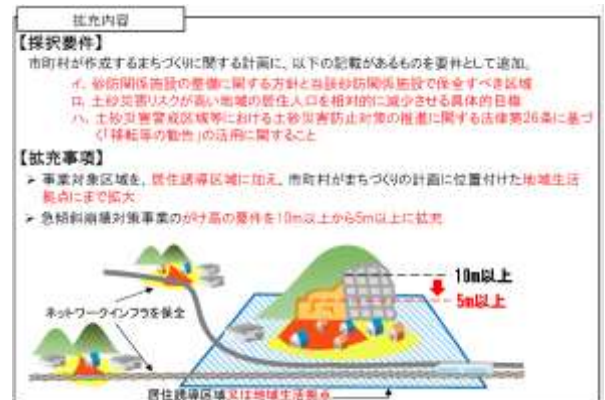 拡充内容
【採択要件】
市町村が作成するまちづくりに関する計画に、以下の記載があるものを要件として追加。
イ. 砂防関係施設の整備に関する方針と当該砂防関係施設で保全すべき区域
ロ. 土砂災害リスクが高い地域の居住人口を相対的に減少させる具体的目標
ハ. 土砂災害警戒区域等における土砂災害防止対策の推進に関する法律第26条に基づ
く「移転等の勧告」の活用に関すること
【拡充事項】
➢ 事業対象区域を、居住誘導区域に加え、市町村がまちづくりの計画に位置付けた地域生活
拠点にまで拡大
➢ 急傾斜崩壊対策事業のがけ高の要件を10m以上から5m以上に拡充
10m以上
5m以上
ネットワークインフラを保全
居住誘導区域又は地域生活拠点